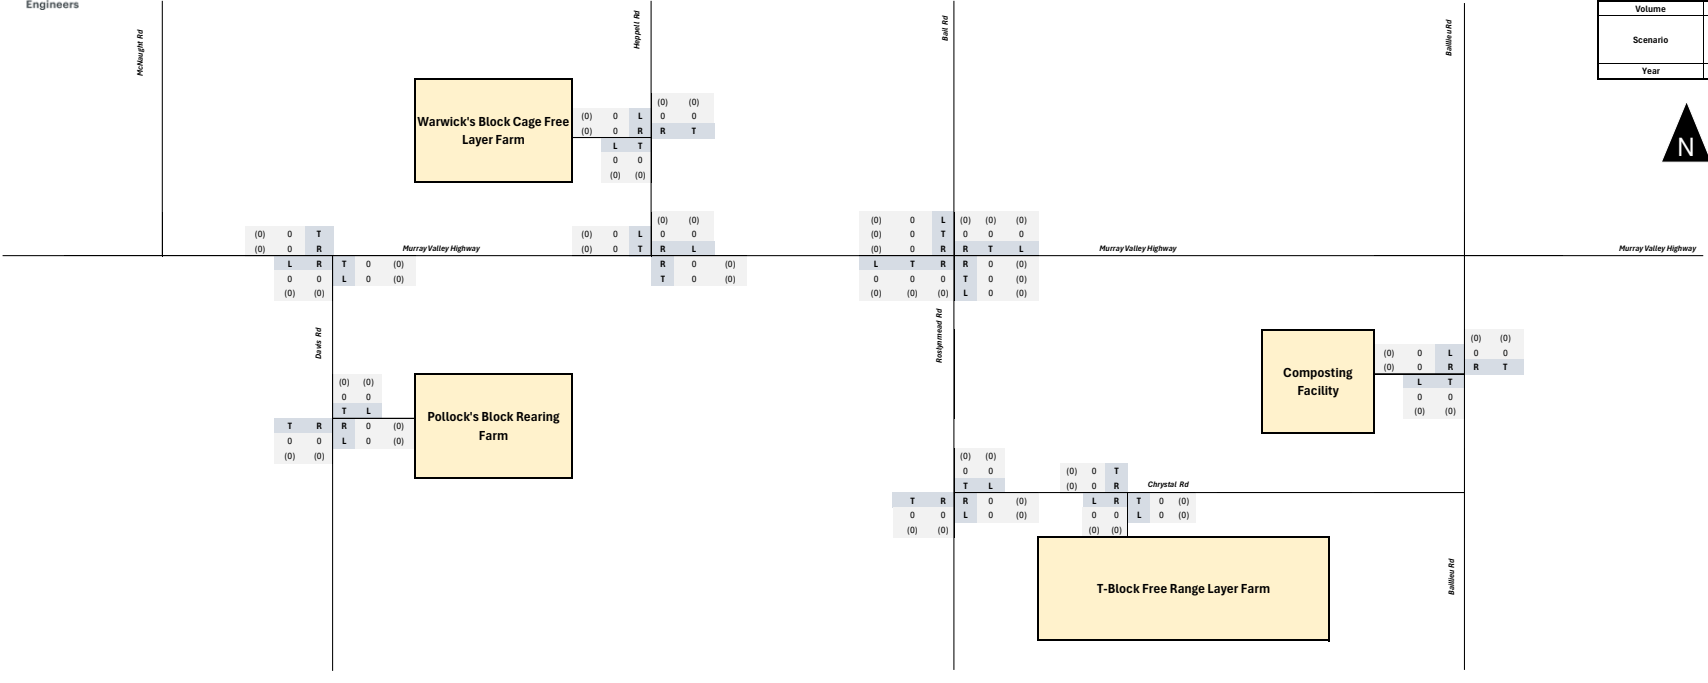 Engineers
McNaught Rd
Heppell Rd
Bail Rd
Baillieu Rd
Volume
Scenario
Year
N
Warwick's Block Cage Free
Layer Farm
(0) (0)
(0) 0 L 0 0
(0) 0 R R T
L T
0 0
(0) (0)
(0) 0 T
(0) 0 R
Murray Valley Highway
L R T 0 (0)
0 0 L 0 (0)
(0) (0)
(0) (0)
(0) 0 L 0 0
(0) 0 T R L
R 0 (0)
T 0 (0)
(0) 0 L (0) (0) (0)
(0) 0 T 0 0 0
(0) 0 R R T L
L T R R 0 (0)
0 0 0 T 0 (0)
(0) (0) (0) L 0 (0)
Murray Valley Highway
Murray Valley Highway
Davis Rd
Roslynmead Rd
(0) (0)
0 0
T L
T R R 0 (0)
0 0 L 0 (0)
(0) (0)
Pollock's Block Rearing
Farm
Composting
Facility
(0) (0)
(0) 0 L 0 0
(0) 0 R R T
L T
0 0
(0) (0)
(0) (0)
0 0
T L
T R R 0 (0)
0 0 L 0 (0)
(0) (0)
(0) 0 T
(0) 0 R
Chrystal Rd
L R T 0 (0)
0 0 L 0 (0)
(0) (0)
T-Block Free Range Layer Farm
Baillieu Rd